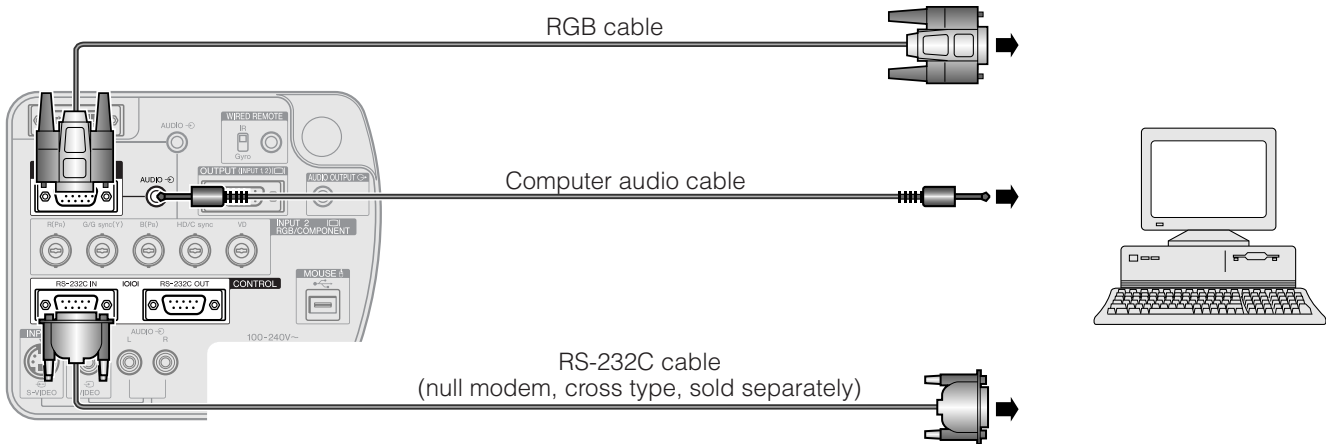 RGB cable
WIRED REMOTE
IR
Gyro
AUDIO
AUDIO
OUTPUT (INPUT 1, 2)
AUDIO OUTPUT
Computer audio cable
R(PR) G/G sync(Y) B(PB) HD/C sync VD
INPUT 2
RGB/COMPONENT
MOUSE
RS-232C IN IOIOI RS-232C OUT CONTROL
AUDIO
L R
100-240V~
S-VIDEO VIDEO
RS-232C cable
(null modem, cross type, sold separately)